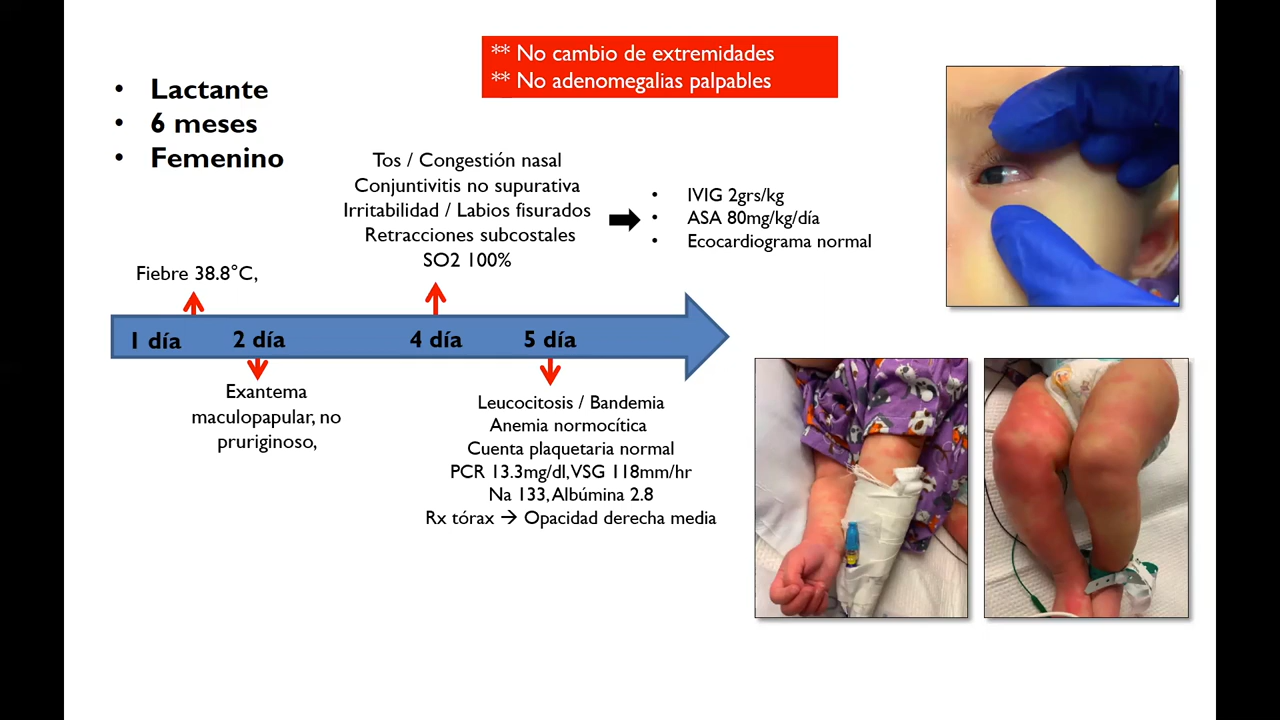 ** No cambio de extremidades
** No adenomegalias palpables
• Lactante
• 6 meses
• Femenino
Tos / Congestión nasal
Conjuntivitis no supurativa
Irritabilidad / Labios fisurados
Retracciones subcostales
SO2 100%
• IVIG 2grs/kg
• ASA 80mg/kg/día
• Ecocardiograma normal
Fiebre 38.8°C,
1 día 2 día 4 día 5 día
Exantema
maculopapular, no
pruriginoso,
Leucocitosis / Bandemia
Anemia normocítica
Cuenta plaquetaria normal
PCR 13.3mg/dl, VSG 118mm/hr
Na 133, Albúmina 2.8
Rx tórax → Opacidad derecha media